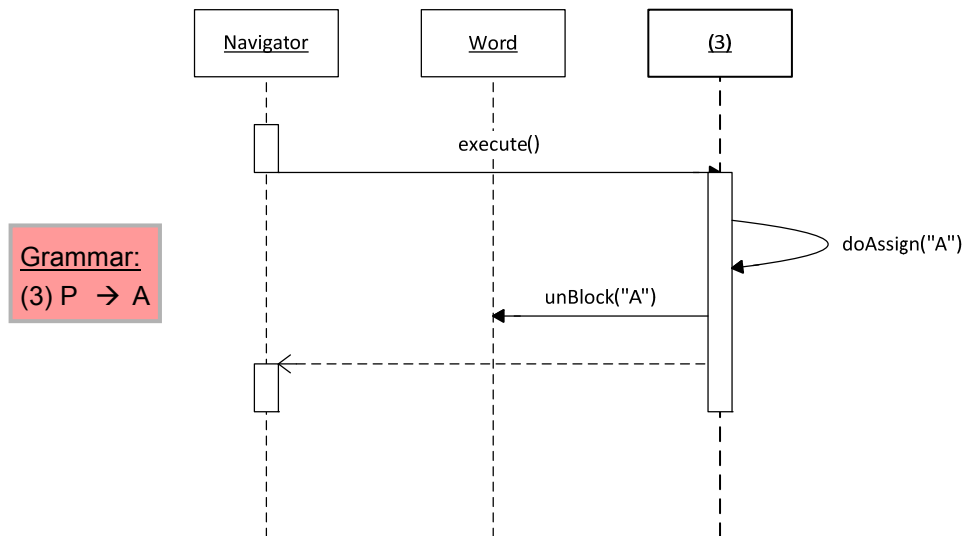 Navigator
Word
(3)
execute()
doAssign("A")
unBlock("A")
Grammar:
(3) P → A